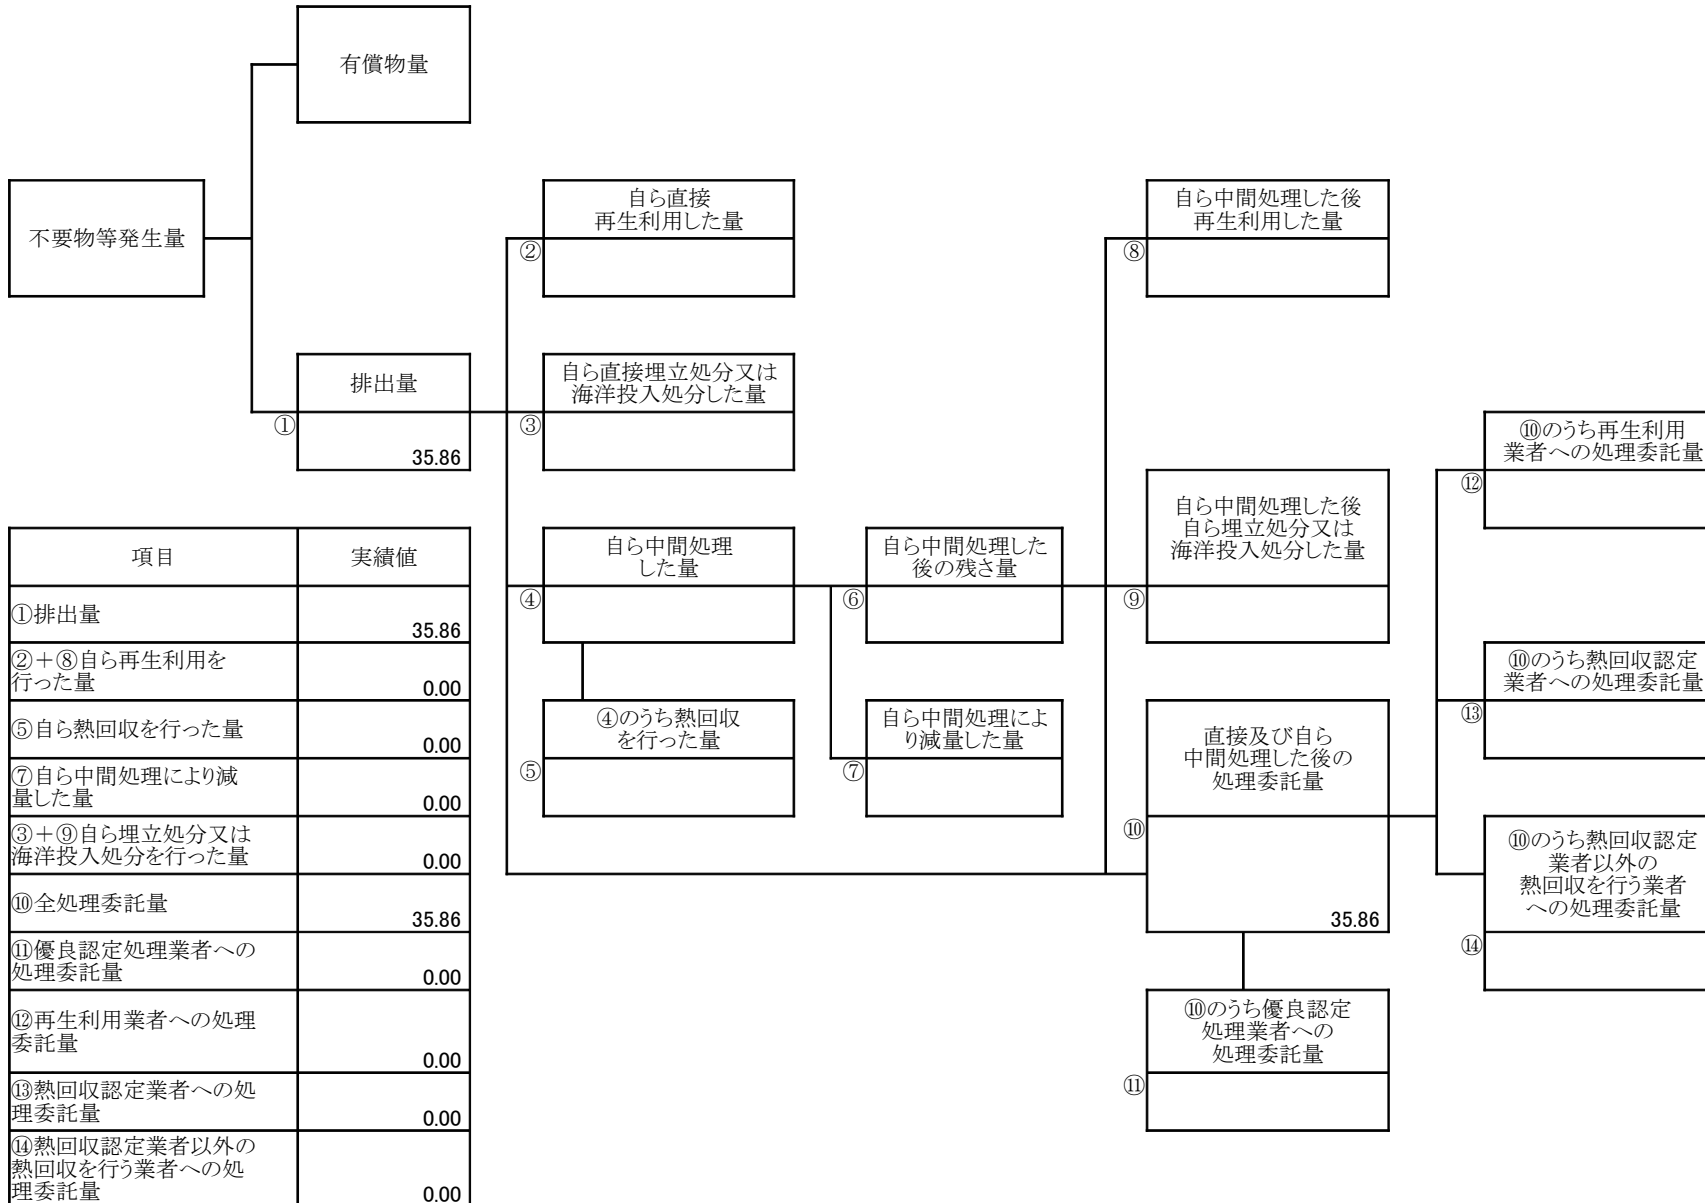 有償物量
不要物等発生量
自ら直接
再生利用した量
②
自ら中間処理した後
再生利用した量
⑧
排出量
①
35.86
自ら直接埋立処分又は
海洋投入処分した量
③
⑩のうち再生利用
業者への処理委託量
⑫
自ら中間処理
した量
④
自ら中間処理した
後の残さ量
⑥
自ら中間処理した後
自ら埋立処分又は
海洋投入処分した量
⑨
⑩のうち熱回収認定
業者への処理委託量
⑬
④のうち熱回収
を行った量
⑤
自ら中間処理によ
り減量した量
⑦
直接及び自ら
中間処理した後の
処理委託量
⑩
35.86
⑩のうち熱回収認定
業者以外の
熱回収を行う業者
への処理委託量
⑭
⑩のうち優良認定
処理業者への
処理委託量
⑪
項目 実績値
①排出量
35.86
②+⑧自ら再生利用を
行った量
0.00
⑤自ら熱回収を行った量
0.00
⑦自ら中間処理により減
量した量
0.00
③+⑨自ら埋立処分又は
海洋投入処分を行った量
0.00
⑩全処理委託量
35.86
⑪優良認定処理業者への
処理委託量
0.00
⑫再生利用業者への処理
委託量
0.00
⑬熱回収認定業者への処
理委託量
0.00
⑭熱回収認定業者以外の
熱回収を行う業者への処
理委託量
0.00